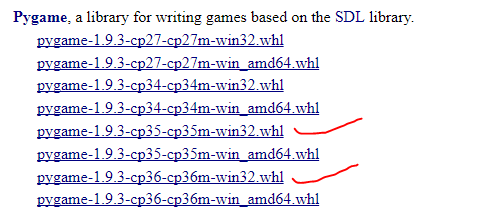 Pygame, a library for writing games based on the SDL library.
pygame-1.9.3-cp27-cp27m-win32.whl
pygame-1.9.3-cp27-cp27m-win_amd64.whl
pygame-1.9.3-cp34-cp34m-win32.whl
pygame-1.9.3-cp34-cp34m-win_amd64.whl
pygame-1.9.3-cp35-cp35m-win32.whl
pygame-1.9.3-cp35-cp35m-win_amd64.whl
pygame-1.9.3-cp36-cp36m-win32.whl
pygame-1.9.3-cp36-cp36m-win_amd64.whl